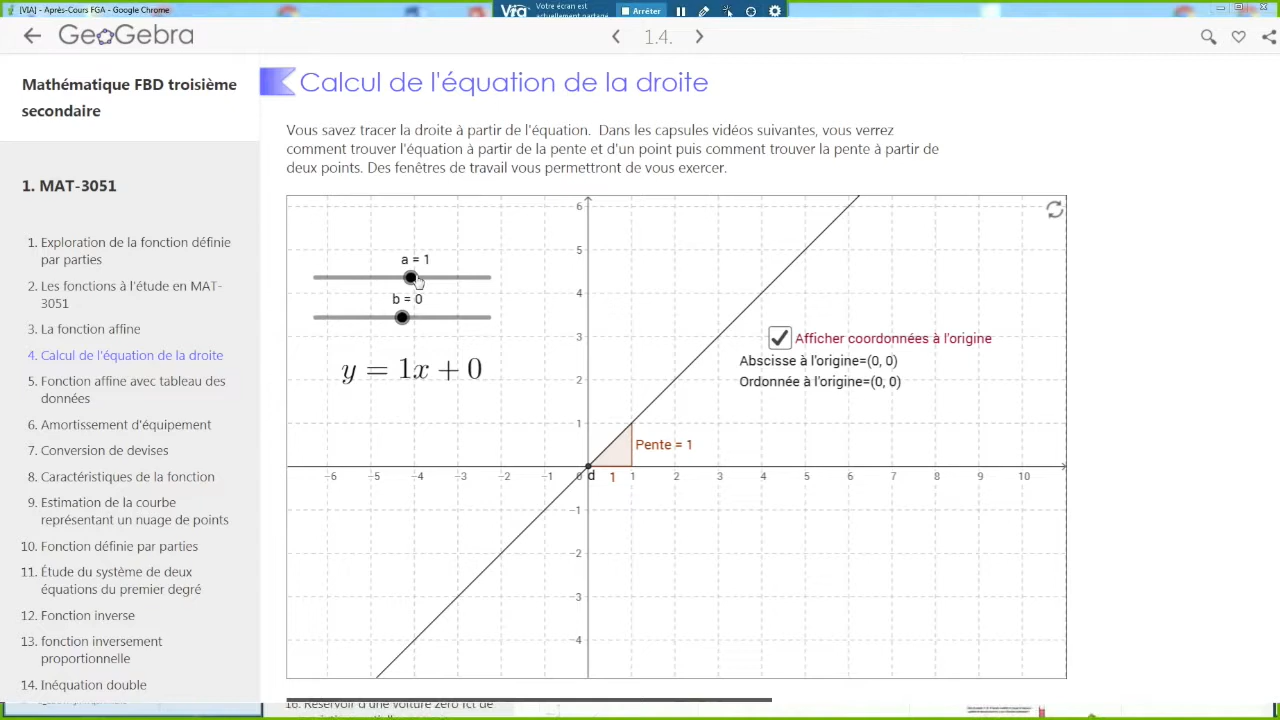 [VIA] - Après-Cours FGA - Google Chrome
Via
Votre écran est
actuellement partagé
Arrêter
GeoGebra
1.4.
Mathématique FBD troisième
secondaire
Calcul de l'équation de la droite
Vous savez tracer la droite à partir de l'équation. Dans les capsules vidéos suivantes, vous verrez
comment trouver l'équation à partir de la pente et d'un point puis comment trouver la pente à partir de
deux points. Des fenêtres de travail vous permettront de vous exercer.
1. MAT-3051
1. Exploration de la fonction définie
par parties
2. Les fonctions à l'étude en MAT-
3051
3. La fonction affine
4. Calcul de l'équation de la droite
5. Fonction affine avec tableau des
données
6. Amortissement d'équipement
7. Conversion de devises
8. Caractéristiques de la fonction
9. Estimation de la courbe
représentant un nuage de points
10. Fonction définie par parties
11. Étude du système de deux
équations du premier degré
12. Fonction inverse
13. fonction inversement
proportionnelle
14. Inéquation double
16. Réservoir d'une voiture zéro fct de
a = 1
b = 0
y = 1x + 0
Afficher coordonnées à l'origine
Abscisse à l'origine=(0, 0)
Ordonnée à l'origine=(0, 0)
Pente = 1
1
d
6
5
4
3
2
1
–6 –5 –4 –3 –2 –1 0 1 2 3 4 5 6 7 8 9 10
–1
–2
–3
–4